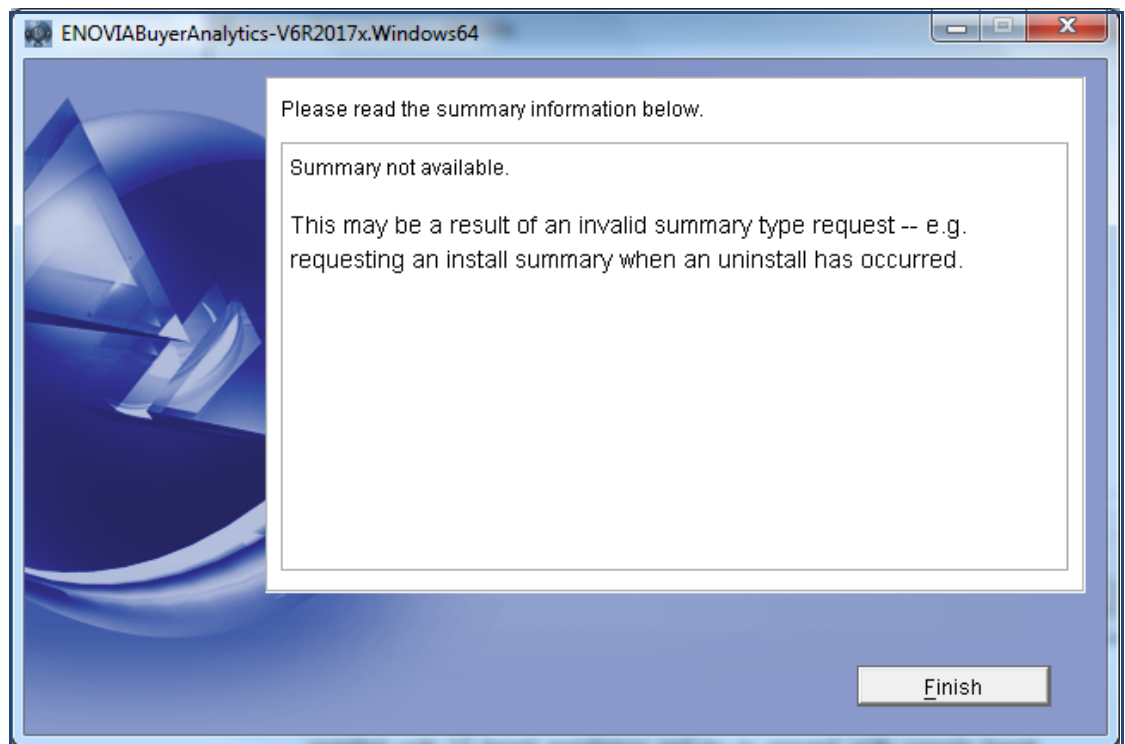 ENOVIABuyerAnalytics-V6R2017x.Windows64
Please read the summary information below.
Summary not available.
This may be a result of an invalid summary type request -- e.g.
requesting an install summary when an uninstall has occurred.
Finish